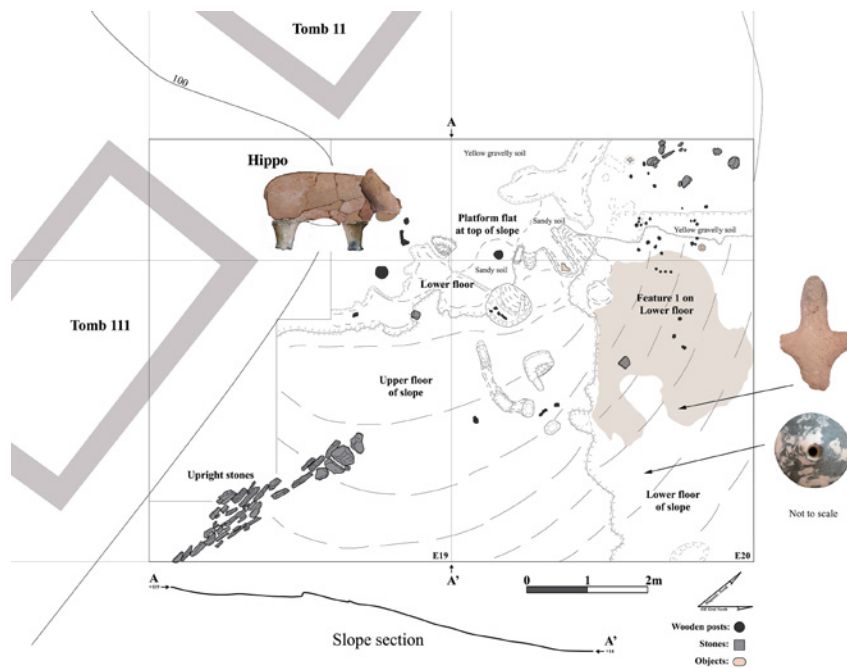 Tomb 11
100
A
Hippo
Yellow gravelly soil
Platform flat
at top of slope
Sandy soil
Yellow gravelly soil
Sandy soil
Lower floor
Feature 1 on
Lower floor
Tomb 111
Upper floor
of slope
Upright stones
Lower floor
of slope
Not to scale
E19
E20
A
A'
0 1 2m
A'
Slope section
Wooden posts:
Stones:
Objects: